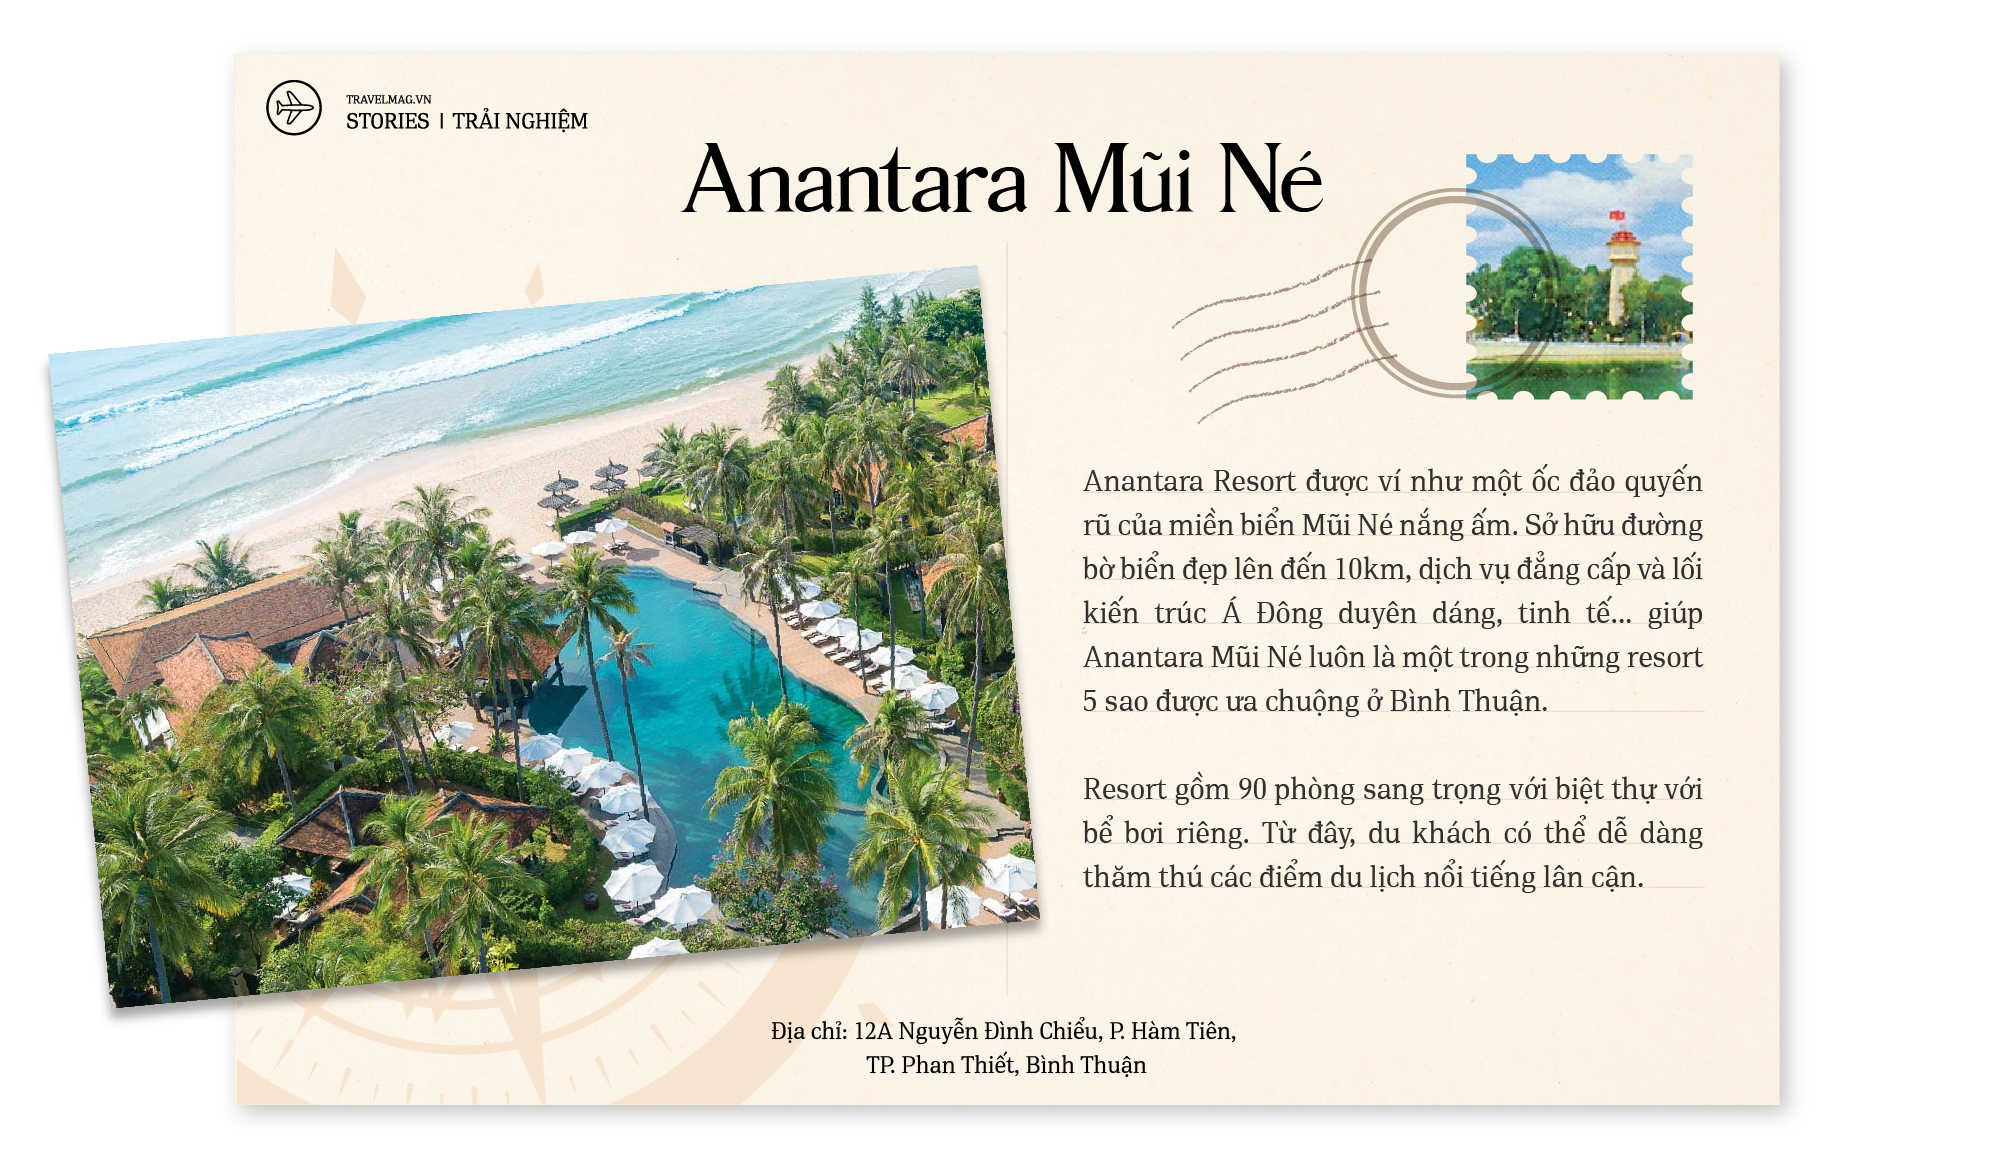 TRAVELMAG.VN
STORIES | TRẢI NGHIỆM
Anantara Mũi Né
Anantara Resort được ví như một ốc đảo quyến
rũ của miền biển Mũi Né nắng ấm. Sở hữu đường
bờ biển đẹp lên đến 10km, dịch vụ đẳng cấp và lối
kiến trúc Á Đông duyên dáng, tinh tế... giúp
Anantara Mũi Né luôn là một trong những resort
5 sao được ưa chuộng ở Bình Thuận.
Resort gồm 90 phòng sang trọng với biệt thự với
bể bơi riêng. Từ đây, du khách có thể dễ dàng
thăm thú các điểm du lịch nổi tiếng lân cận.
Địa chỉ: 12A Nguyễn Đình Chiểu, P. Hàm Tiên,
TP. Phan Thiết, Bình Thuận